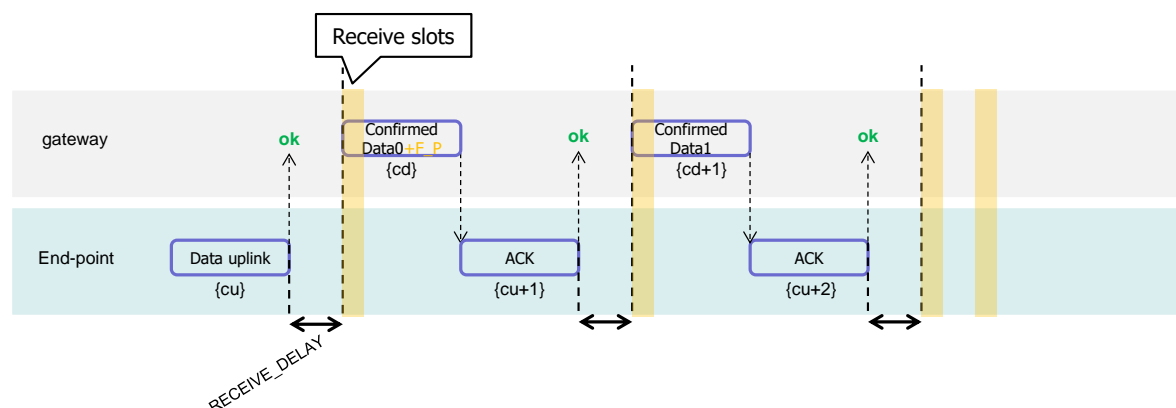 Receive slots
gateway
ok
Confirmed
Data0+F_P
{cd}
ok
Confirmed
Data1
{cd+1}
ok
End-point
Data uplink
{cu}
ACK
{cu+1}
ACK
{cu+2}
RECEIVE_DELAY